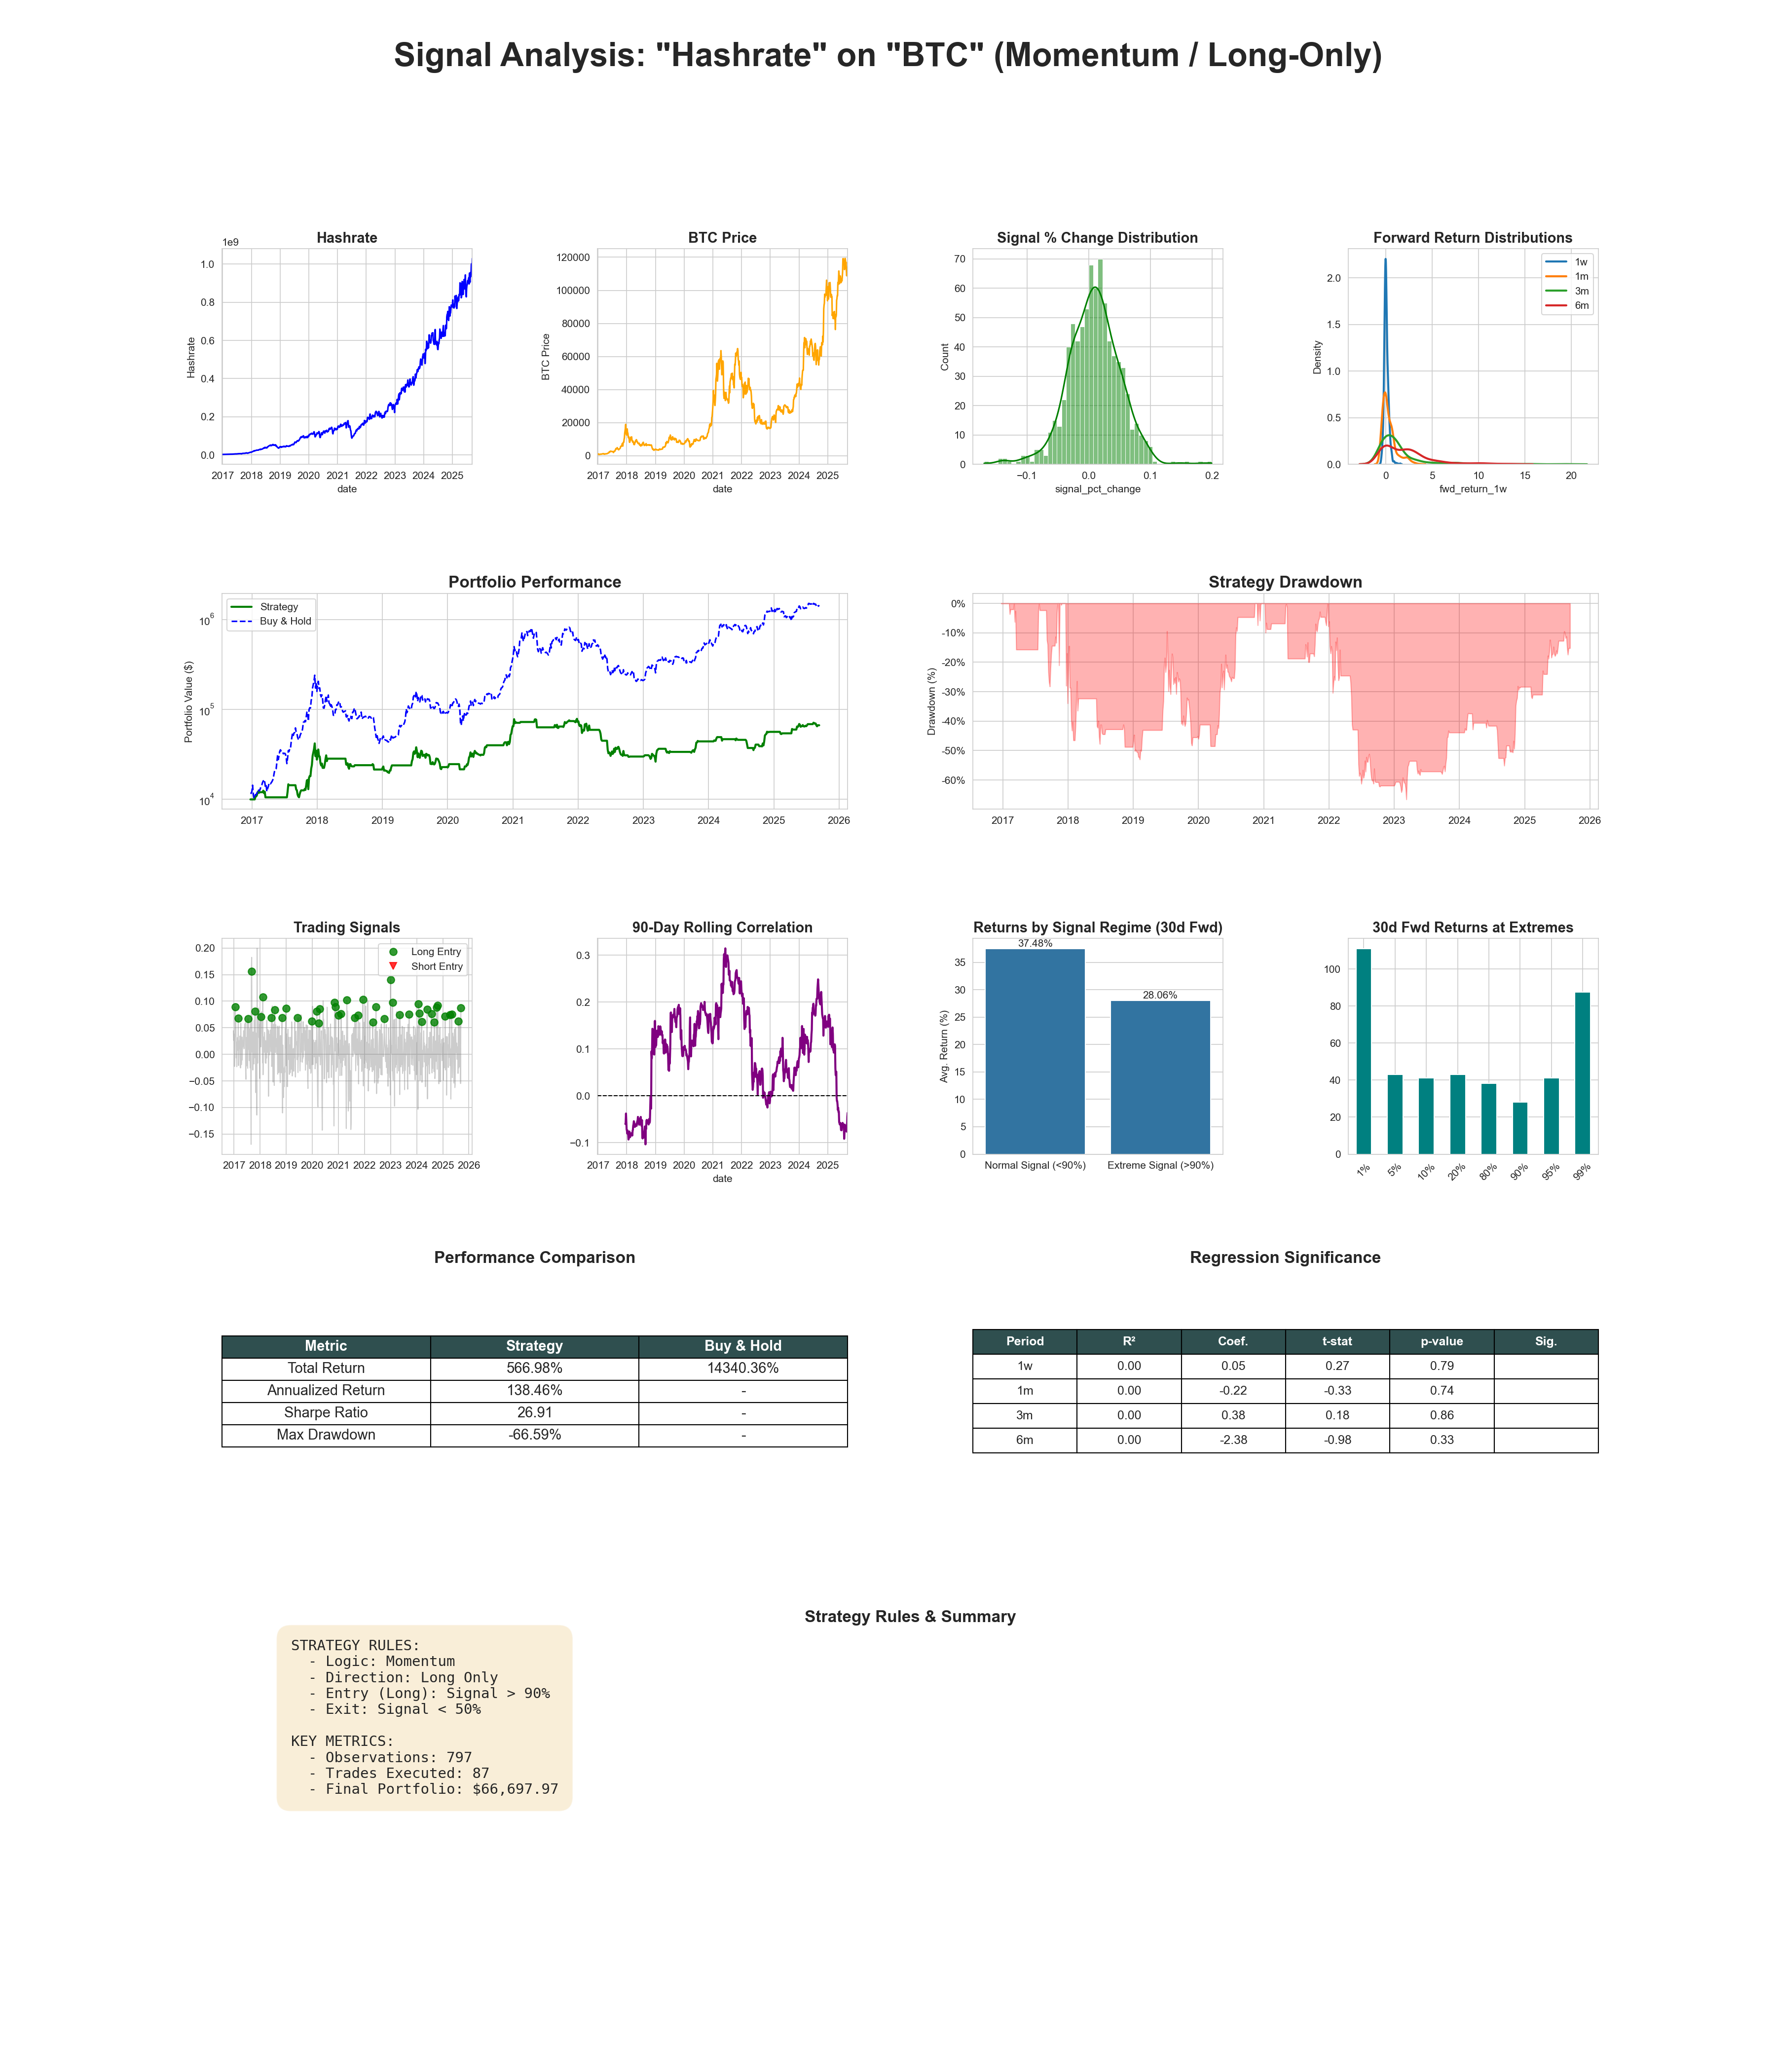 Signal Analysis: "Hashrate" on "BTC" (Momentum / Long-Only)
Hashrate
1e9
1.0
0.8
0.6
0.4
0.2
0.0
Hashrate
2017 2018 2019 2020 2021 2022 2023 2024 2025
date
BTC Price
120000
100000
80000
60000
40000
20000
0
BTC Price
2017 2018 2019 2020 2021 2022 2023 2024 2025
date
Signal % Change Distribution
70
60
50
40
30
20
10
0
Count
−0.1 0.0 0.1 0.2
signal_pct_change
Forward Return Distributions
1w
1m
3m
6m
2.0
1.5
1.0
0.5
0.0
Density
0 5 10 15 20
fwd_return_1w
Portfolio Performance
Strategy
Buy & Hold
10^6
10^5
10^4
Portfolio Value ($)
2017 2018 2019 2020 2021 2022 2023 2024 2025 2026
Strategy Drawdown
0%
-10%
-20%
-30%
-40%
-50%
-60%
Drawdown (%)
2017 2018 2019 2020 2021 2022 2023 2024 2025 2026
Trading Signals
Long Entry
Short Entry
0.20
0.15
0.10
0.05
0.00
−0.05
−0.10
−0.15
2017 2018 2019 2020 2021 2022 2023 2024 2025 2026
90-Day Rolling Correlation
0.3
0.2
0.1
0.0
−0.1
2017 2018 2019 2020 2021 2022 2023 2024 2025
date
Returns by Signal Regime (30d Fwd)
37.48%
28.06%
35
30
25
20
15
10
5
0
Avg. Return (%)
Normal Signal (<90%) Extreme Signal (>90%)
30d Fwd Returns at Extremes
100
80
60
40
20
0
1% 5% 10% 20% 80% 90% 95% 99%
Performance Comparison
Metric Strategy Buy & Hold
Total Return 566.98% 14340.36%
Annualized Return 138.46% -
Sharpe Ratio 26.91 -
Max Drawdown -66.59% -
Regression Significance
Period R² Coef. t-stat p-value Sig.
1w 0.00 0.05 0.27 0.79
1m 0.00 -0.22 -0.33 0.74
3m 0.00 0.38 0.18 0.86
6m 0.00 -2.38 -0.98 0.33
Strategy Rules & Summary
STRATEGY RULES:
- Logic: Momentum
- Direction: Long Only
- Entry (Long): Signal > 90%
- Exit: Signal < 50%
KEY METRICS:
- Observations: 797
- Trades Executed: 87
- Final Portfolio: $66,697.97